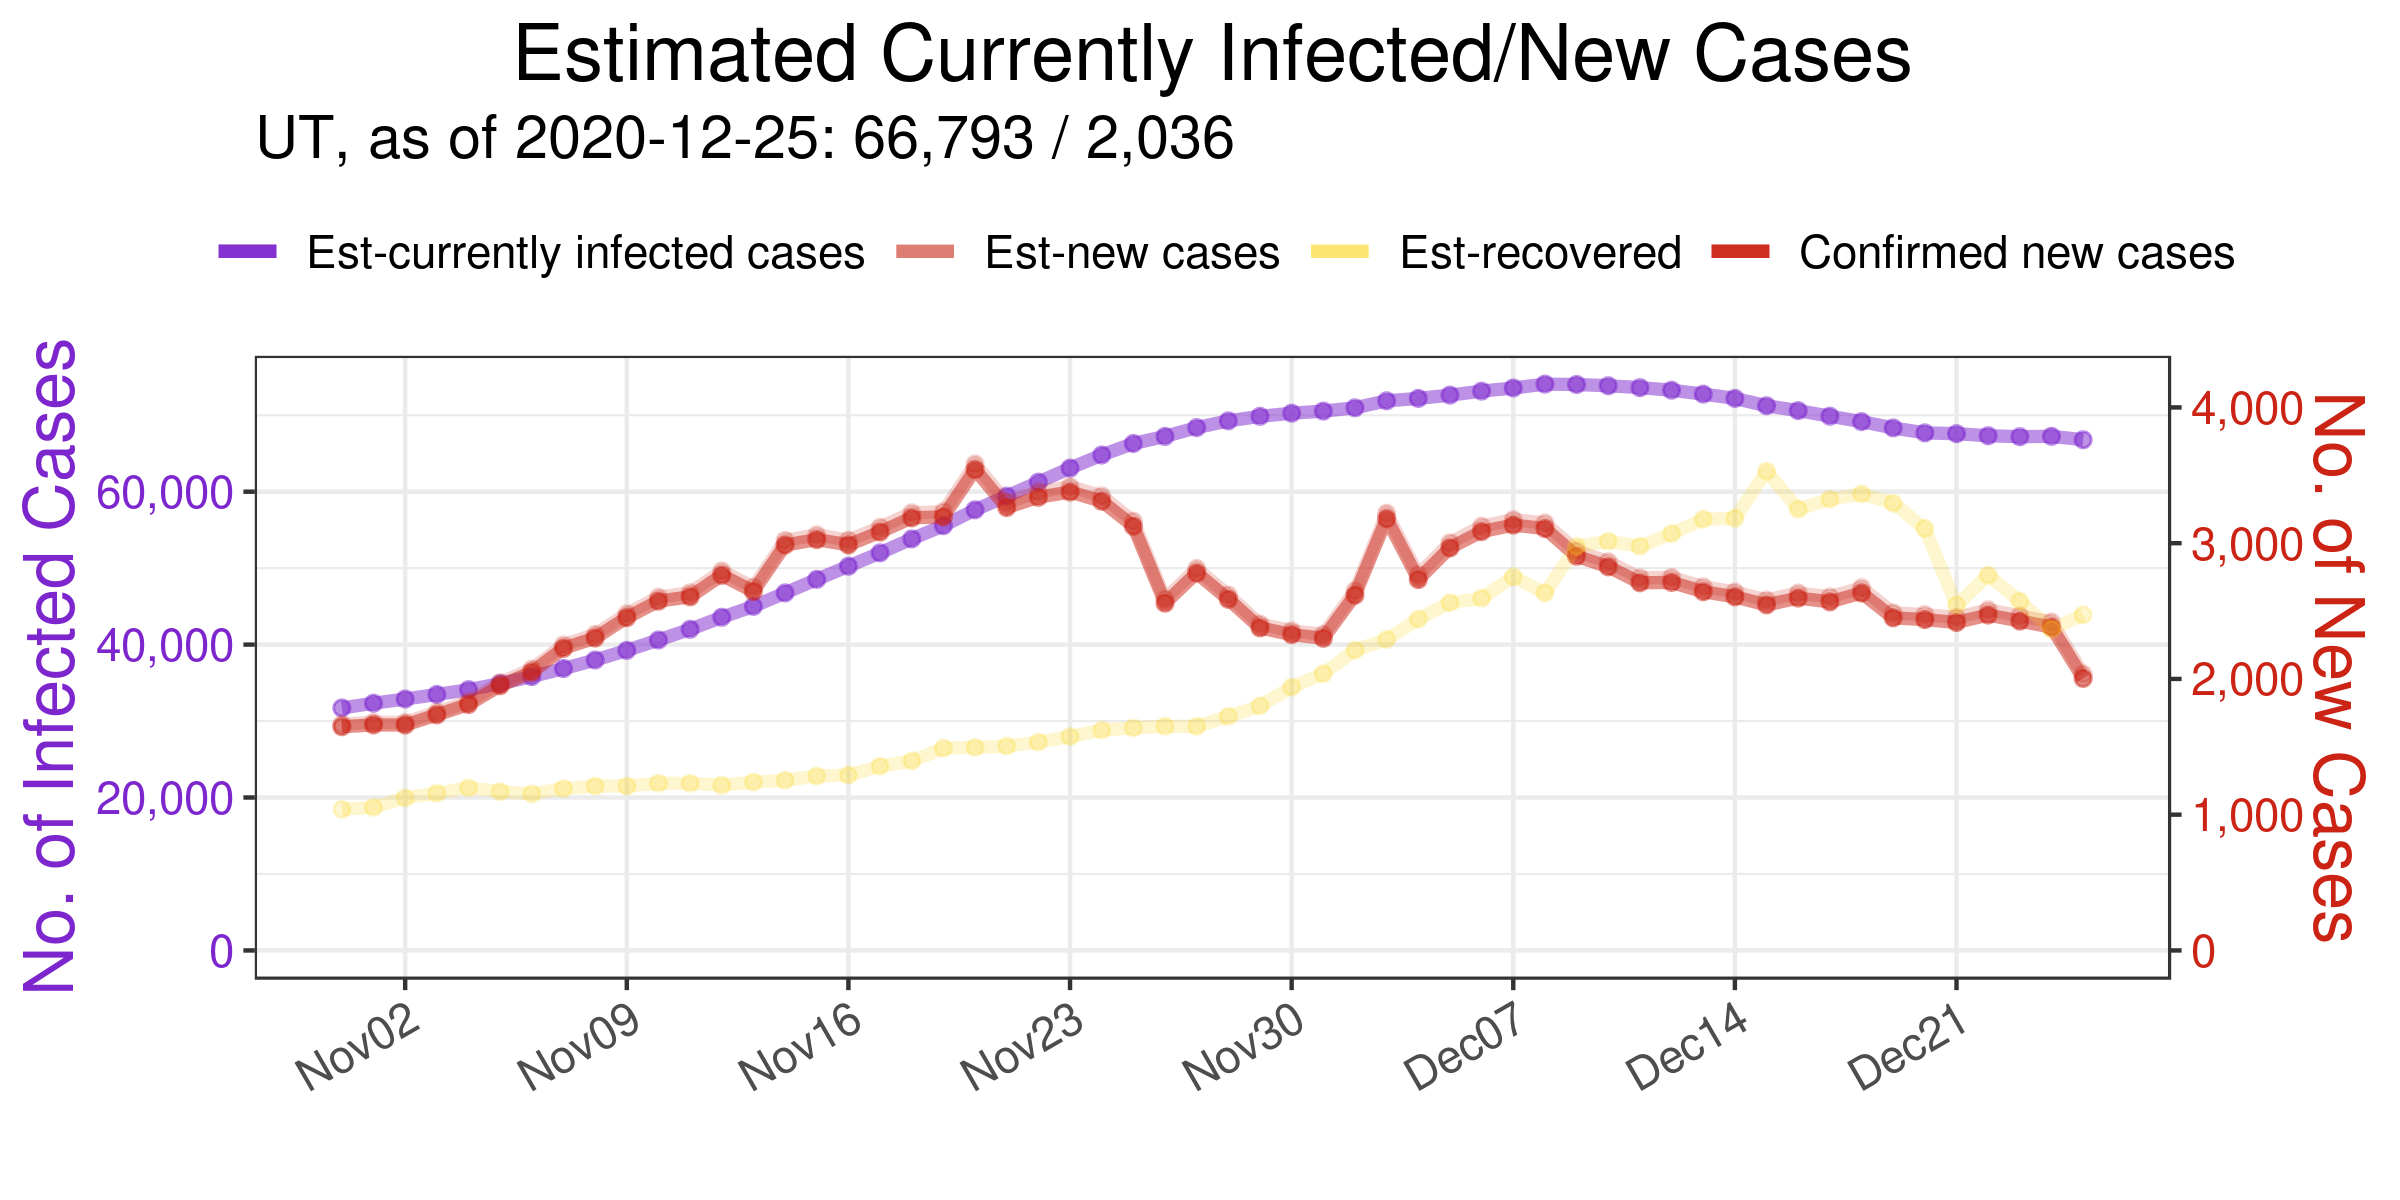 Estimated Currently Infected/New Cases
UT, as of 2020-12-25: 66,793 / 2,036
Est-currently infected cases Est-new cases Est-recovered Confirmed new cases
No. of Infected Cases
60,000
40,000
20,000
0
4,000
3,000
2,000
1,000
0
No. of New Cases
Nov02 Nov09 Nov16 Nov23 Nov30 Dec07 Dec14 Dec21